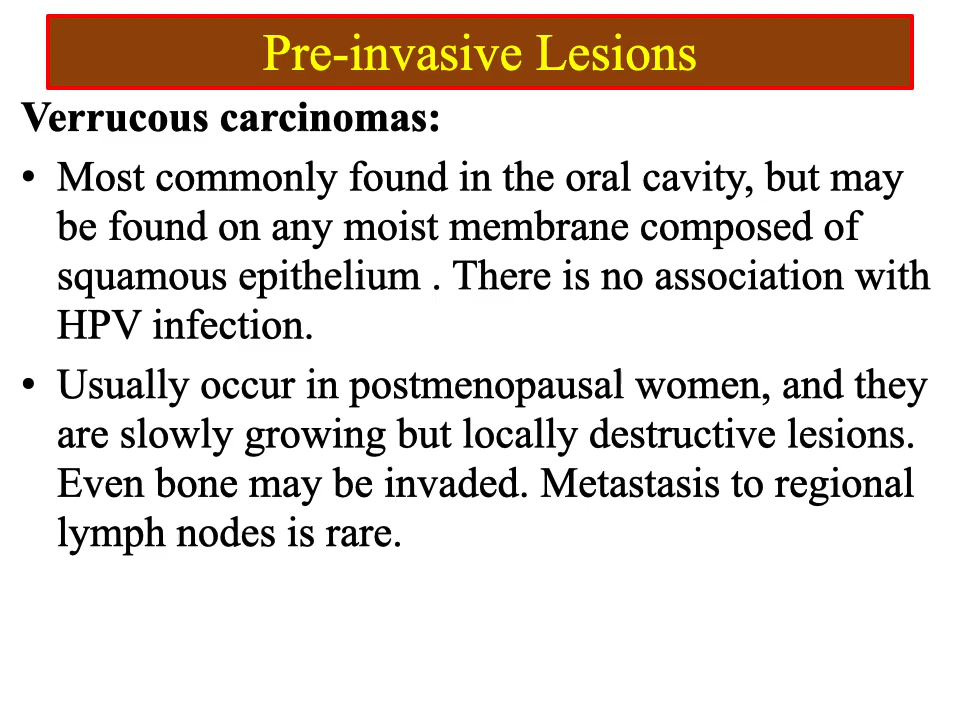 Pre-invasive Lesions
Verrucous carcinomas:
• Most commonly found in the oral cavity, but may
be found on any moist membrane composed of
squamous epithelium . There is no association with
HPV infection.
• Usually occur in postmenopausal women, and they
are slowly growing but locally destructive lesions.
Even bone may be invaded. Metastasis to regional
lymph nodes is rare.